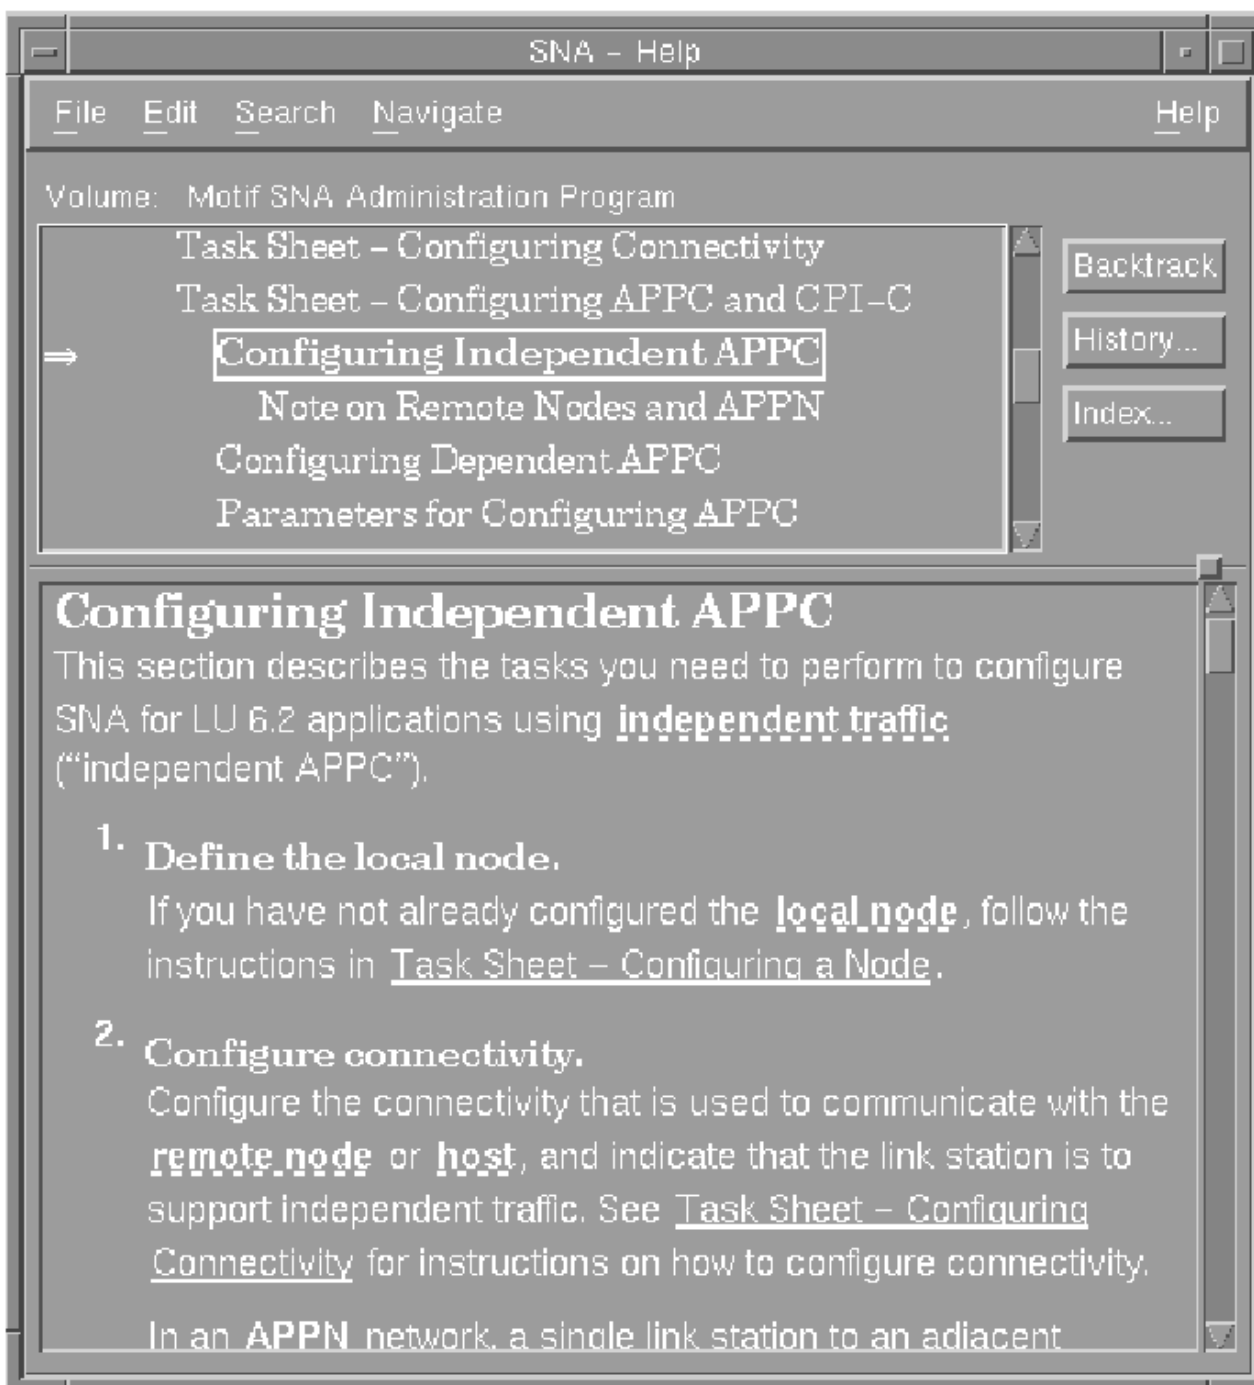 SNA – Help
File Edit Search Navigate Help
Volume: Motif SNA Administration Program
Task Sheet – Configuring Connectivity
Task Sheet – Configuring APPC and CPI–C
⇒ Configuring Independent APPC
Note on Remote Nodes and APPN
Configuring Dependent APPC
Parameters for Configuring APPC
Backtrack
History...
Index...
Configuring Independent APPC
This section describes the tasks you need to perform to configure
SNA for LU 6.2 applications using independent traffic
(“independent APPC”).
1. Define the local node.
If you have not already configured the local node, follow the
instructions in Task Sheet – Configuring a Node.
2. Configure connectivity.
Configure the connectivity that is used to communicate with the
remote node or host, and indicate that the link station is to
support independent traffic. See Task Sheet – Configuring
Connectivity for instructions on how to configure connectivity.
In an APPN network, a single link station to an adjacent